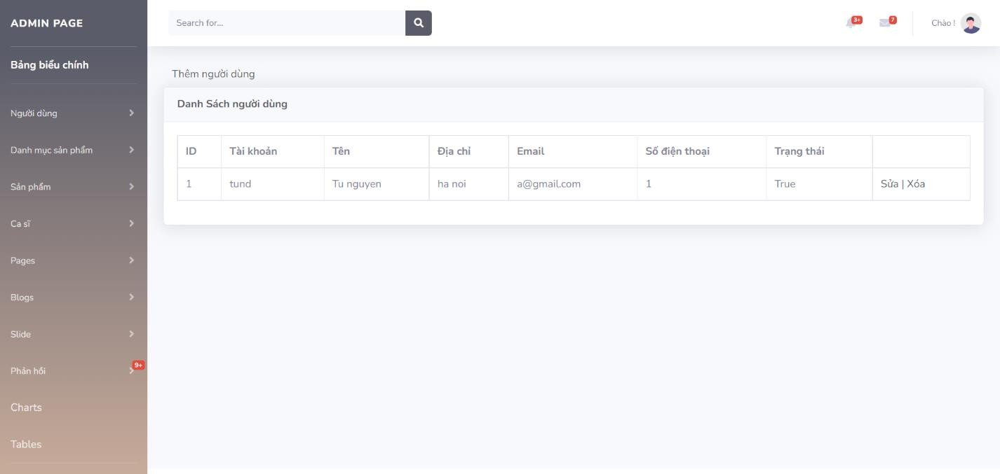 ADMIN PAGE
Search for...
3+
7
Chào !
Bảng biểu chính
Thêm người dùng
Danh Sách người dùng
Người dùng
Danh mục sản phẩm
Sản phẩm
Ca sĩ
Pages
Blogs
Slide
Phản hồi
9+
Charts
Tables
ID Tài khoản Tên Địa chỉ Email Số điện thoại Trạng thái
1 tund Tu nguyen ha noi a@gmail.com 1 True Sửa | Xóa